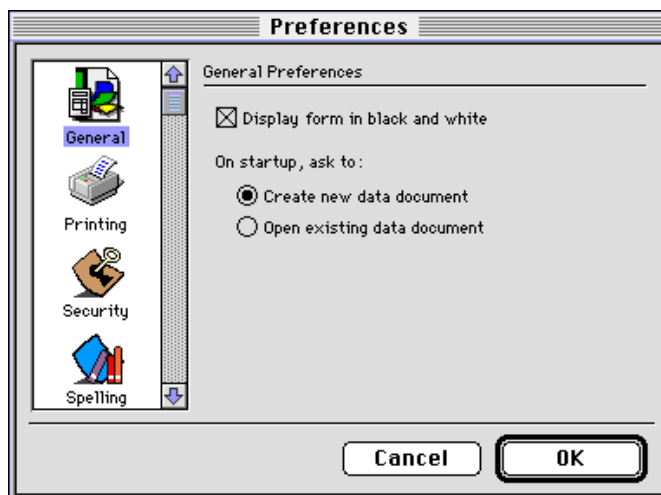 Preferences
General
Printing
Security
Spelling
General Preferences
Display form in black and white
On startup, ask to:
Create new data document
Open existing data document
Cancel
OK